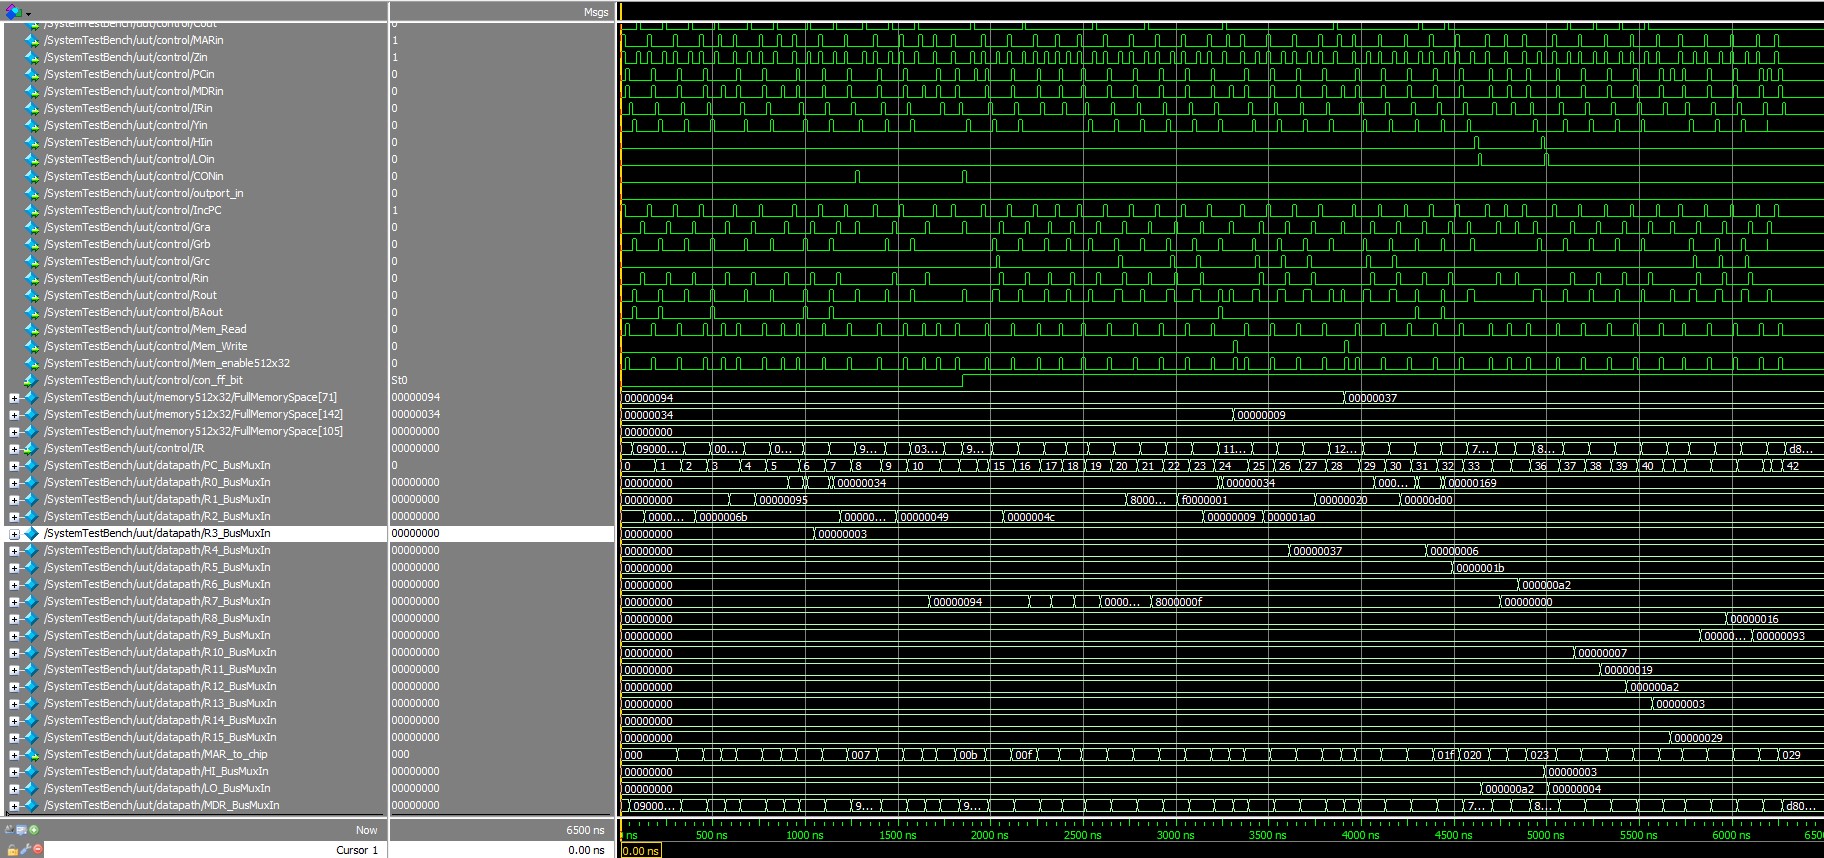 Msgs
/SystemTestBench/uut/control/Cout 0
/SystemTestBench/uut/control/MARin 1
/SystemTestBench/uut/control/Zin 1
/SystemTestBench/uut/control/PCin 0
/SystemTestBench/uut/control/MDRin 0
/SystemTestBench/uut/control/IRin 0
/SystemTestBench/uut/control/Yin 0
/SystemTestBench/uut/control/HIin 0
/SystemTestBench/uut/control/LOin 0
/SystemTestBench/uut/control/CONin 0
/SystemTestBench/uut/control/outport_in 0
/SystemTestBench/uut/control/IncPC 1
/SystemTestBench/uut/control/Gra 0
/SystemTestBench/uut/control/Grb 0
/SystemTestBench/uut/control/Grc 0
/SystemTestBench/uut/control/Rin 0
/SystemTestBench/uut/control/Rout 0
/SystemTestBench/uut/control/BAout 0
/SystemTestBench/uut/control/Mem_Read 0
/SystemTestBench/uut/control/Mem_Write 0
/SystemTestBench/uut/control/Mem_enable512x32 0
/SystemTestBench/uut/control/con_ff_bit St0
/SystemTestBench/uut/memory512x32/FullMemorySpace[71] 00000094 00000094 00000037
/SystemTestBench/uut/memory512x32/FullMemorySpace[142] 00000034 00000034 00000009
/SystemTestBench/uut/memory512x32/FullMemorySpace[105] 00000000 00000000
/SystemTestBench/uut/control/IR 00000000 09000... 00... 0... 9... 03... 9... 11... 12... 7... 8... d8...
/SystemTestBench/uut/datapath/PC_BusMuxIn 0 0 1 2 3 4 5 6 7 8 9 10 15 16 17 18 19 20 21 22 23 24 25 26 27 28 29 30 31 32 33 36 37 38 39 40 42
/SystemTestBench/uut/datapath/R0_BusMuxIn 00000000 00000000 00000034 00000034 000... 00000169
/SystemTestBench/uut/datapath/R1_BusMuxIn 00000000 00000000 00000095 8000... f0000001 00000020 00000d00
/SystemTestBench/uut/datapath/R2_BusMuxIn 00000000 00000000 0000... 0000006b 00000... 00000049 0000004c 00000009 000001a0
/SystemTestBench/uut/datapath/R3_BusMuxIn 00000000 00000000 00000003
/SystemTestBench/uut/datapath/R4_BusMuxIn 00000000 00000000 00000037 00000006
/SystemTestBench/uut/datapath/R5_BusMuxIn 00000000 00000000 0000001b
/SystemTestBench/uut/datapath/R6_BusMuxIn 00000000 00000000 000000a2
/SystemTestBench/uut/datapath/R7_BusMuxIn 00000000 00000000 00000094 0000... 8000000f 00000000
/SystemTestBench/uut/datapath/R8_BusMuxIn 00000000 00000000 00000016
/SystemTestBench/uut/datapath/R9_BusMuxIn 00000000 00000000 00000... 00000093
/SystemTestBench/uut/datapath/R10_BusMuxIn 00000000 00000000 00000007
/SystemTestBench/uut/datapath/R11_BusMuxIn 00000000 00000000 00000019
/SystemTestBench/uut/datapath/R12_BusMuxIn 00000000 00000000 000000a2
/SystemTestBench/uut/datapath/R13_BusMuxIn 00000000 00000000 00000003
/SystemTestBench/uut/datapath/R14_BusMuxIn 00000000 00000000
/SystemTestBench/uut/datapath/R15_BusMuxIn 00000000 00000000 00000029
/SystemTestBench/uut/datapath/MAR_to_chip 000 000 007 00b 00f 01f 020 023 029
/SystemTestBench/uut/datapath/HI_BusMuxIn 00000000 00000000 00000003
/SystemTestBench/uut/datapath/LO_BusMuxIn 00000000 00000000 000000a2 00000004
/SystemTestBench/uut/datapath/MDR_BusMuxIn 00000000 09000... 9... 9... 7... 8... d80...
Now 6500 ns ns 500 ns 1000 ns 1500 ns 2000 ns 2500 ns 3000 ns 3500 ns 4000 ns 4500 ns 5000 ns 5500 ns 6000 ns 650
Cursor 1 0.00 ns 0.00 ns